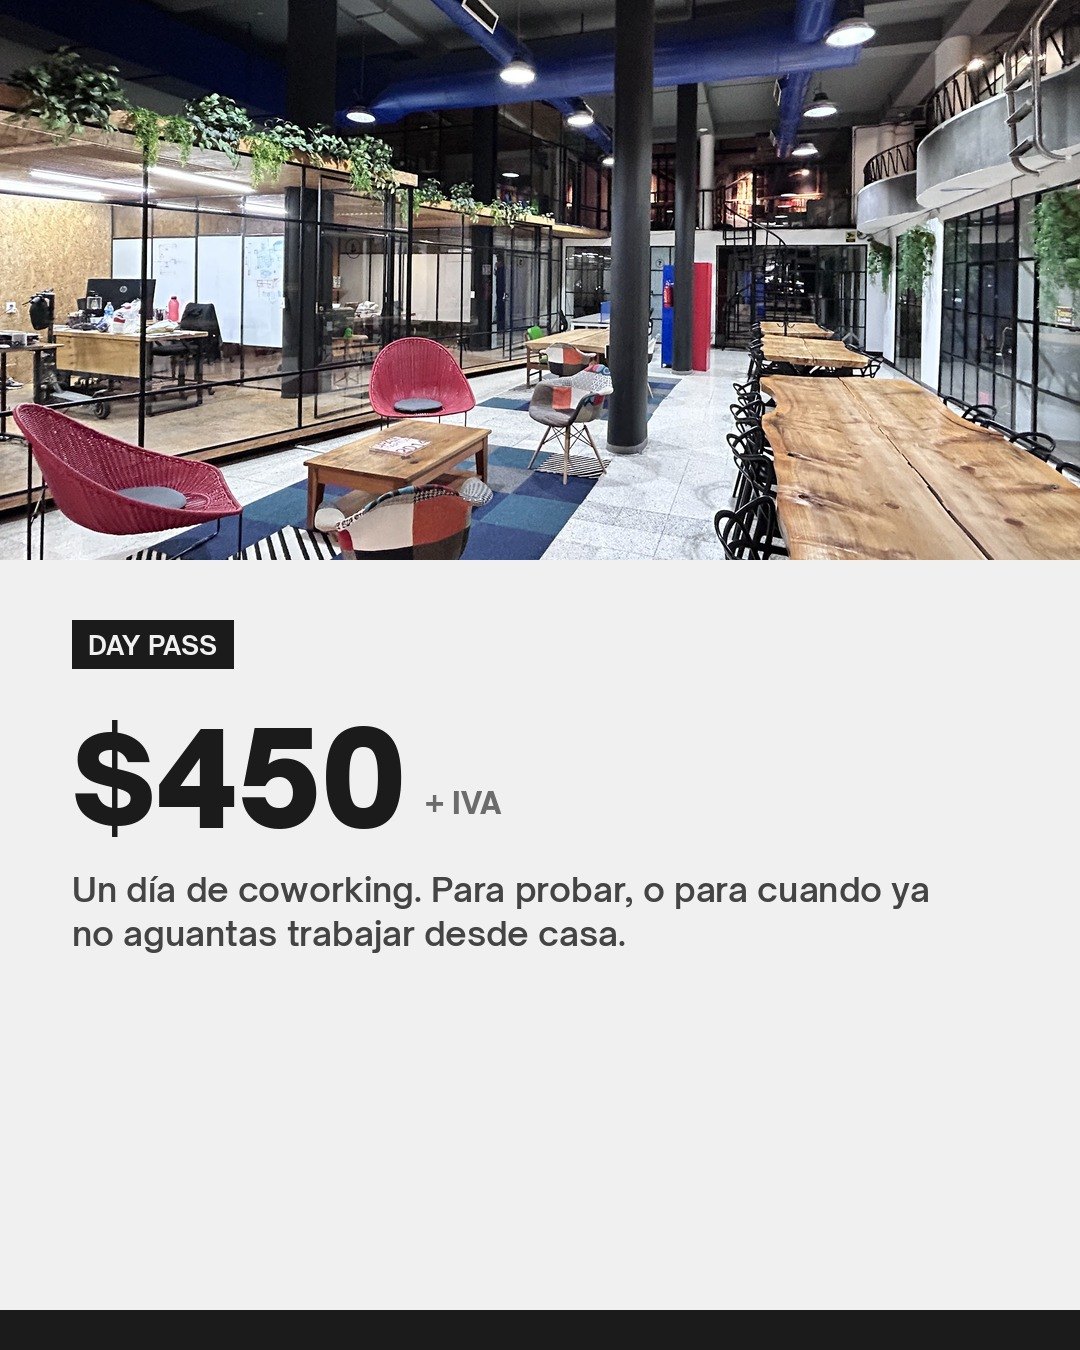 DAY PASS
$450 + IVA
Un día de coworking. Para probar, o para cuando ya
no aguantas trabajar desde casa.